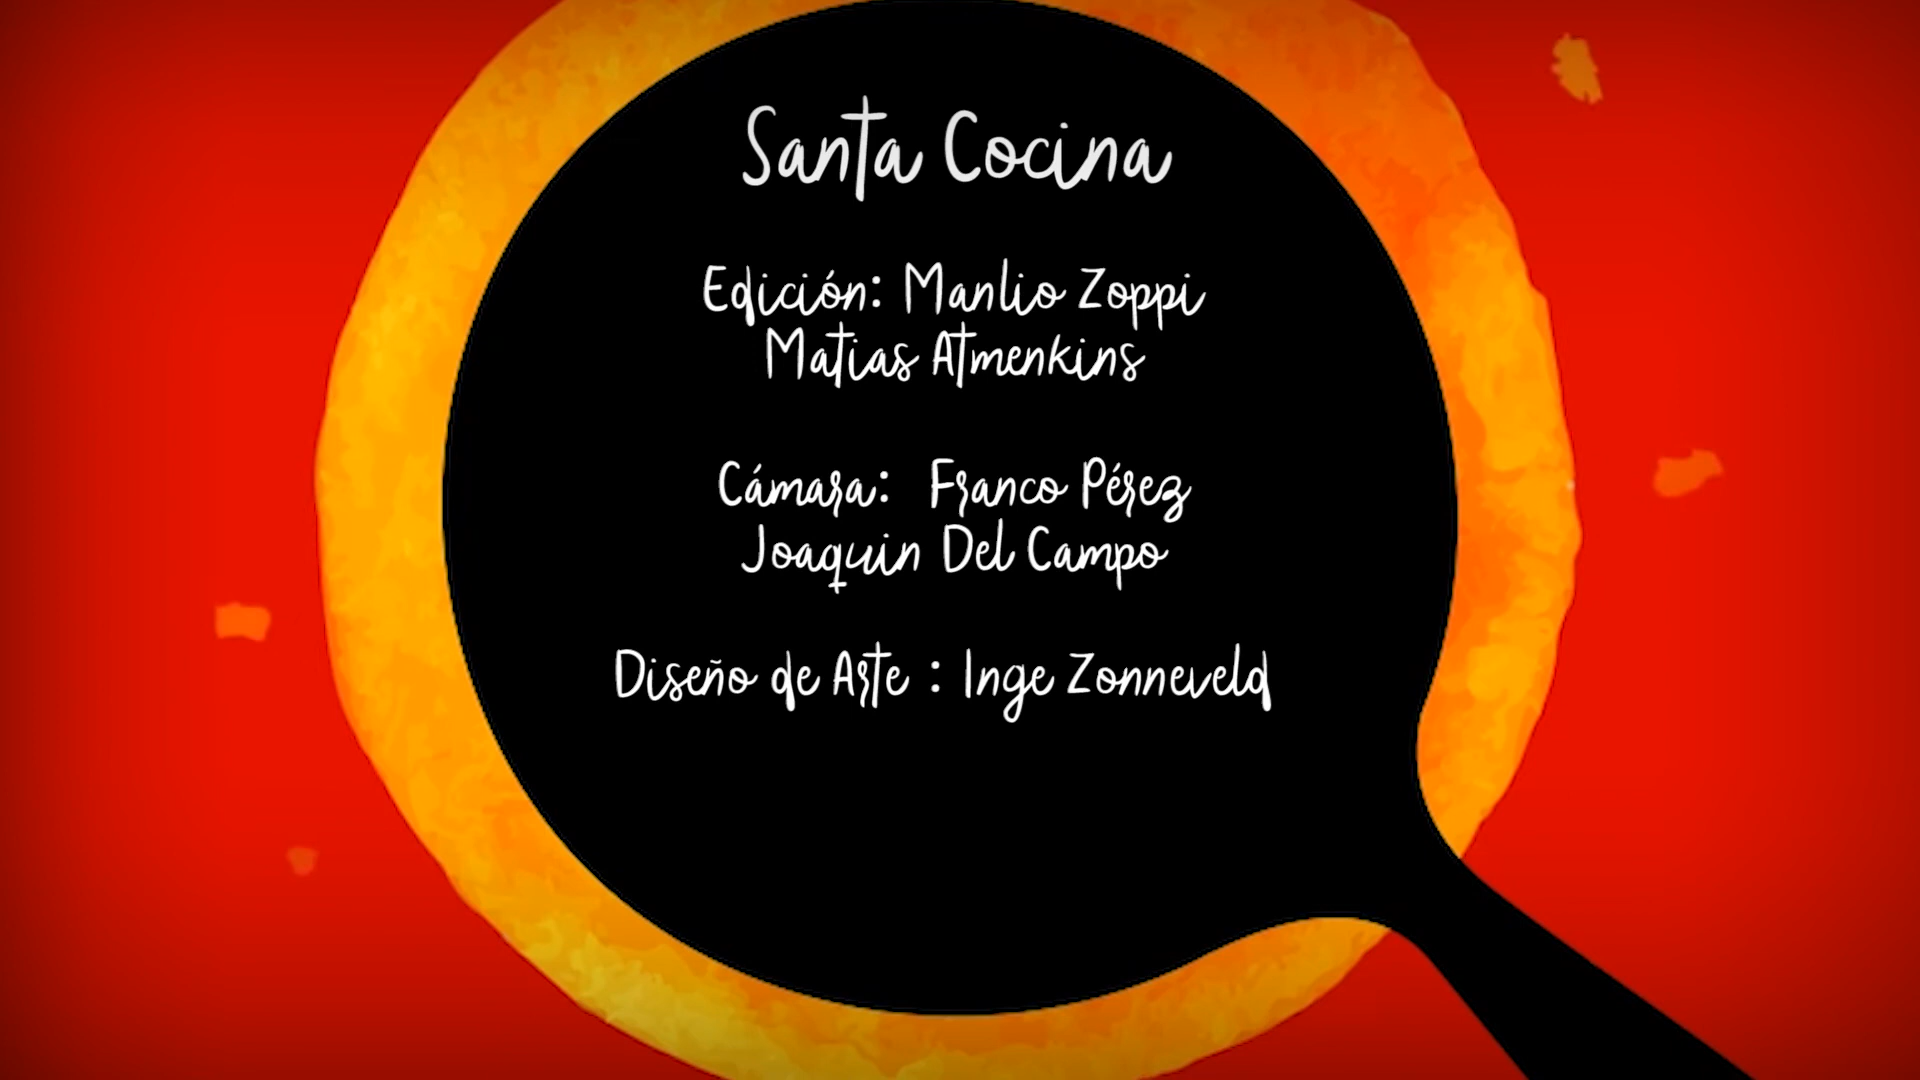 Santa Cocina
Edición: Manlio Zoppi
Matias Atmenkins
Cámara: Franco Pérez
Joaquin Del Campo
Diseño de Arte : Inge Zonneveld